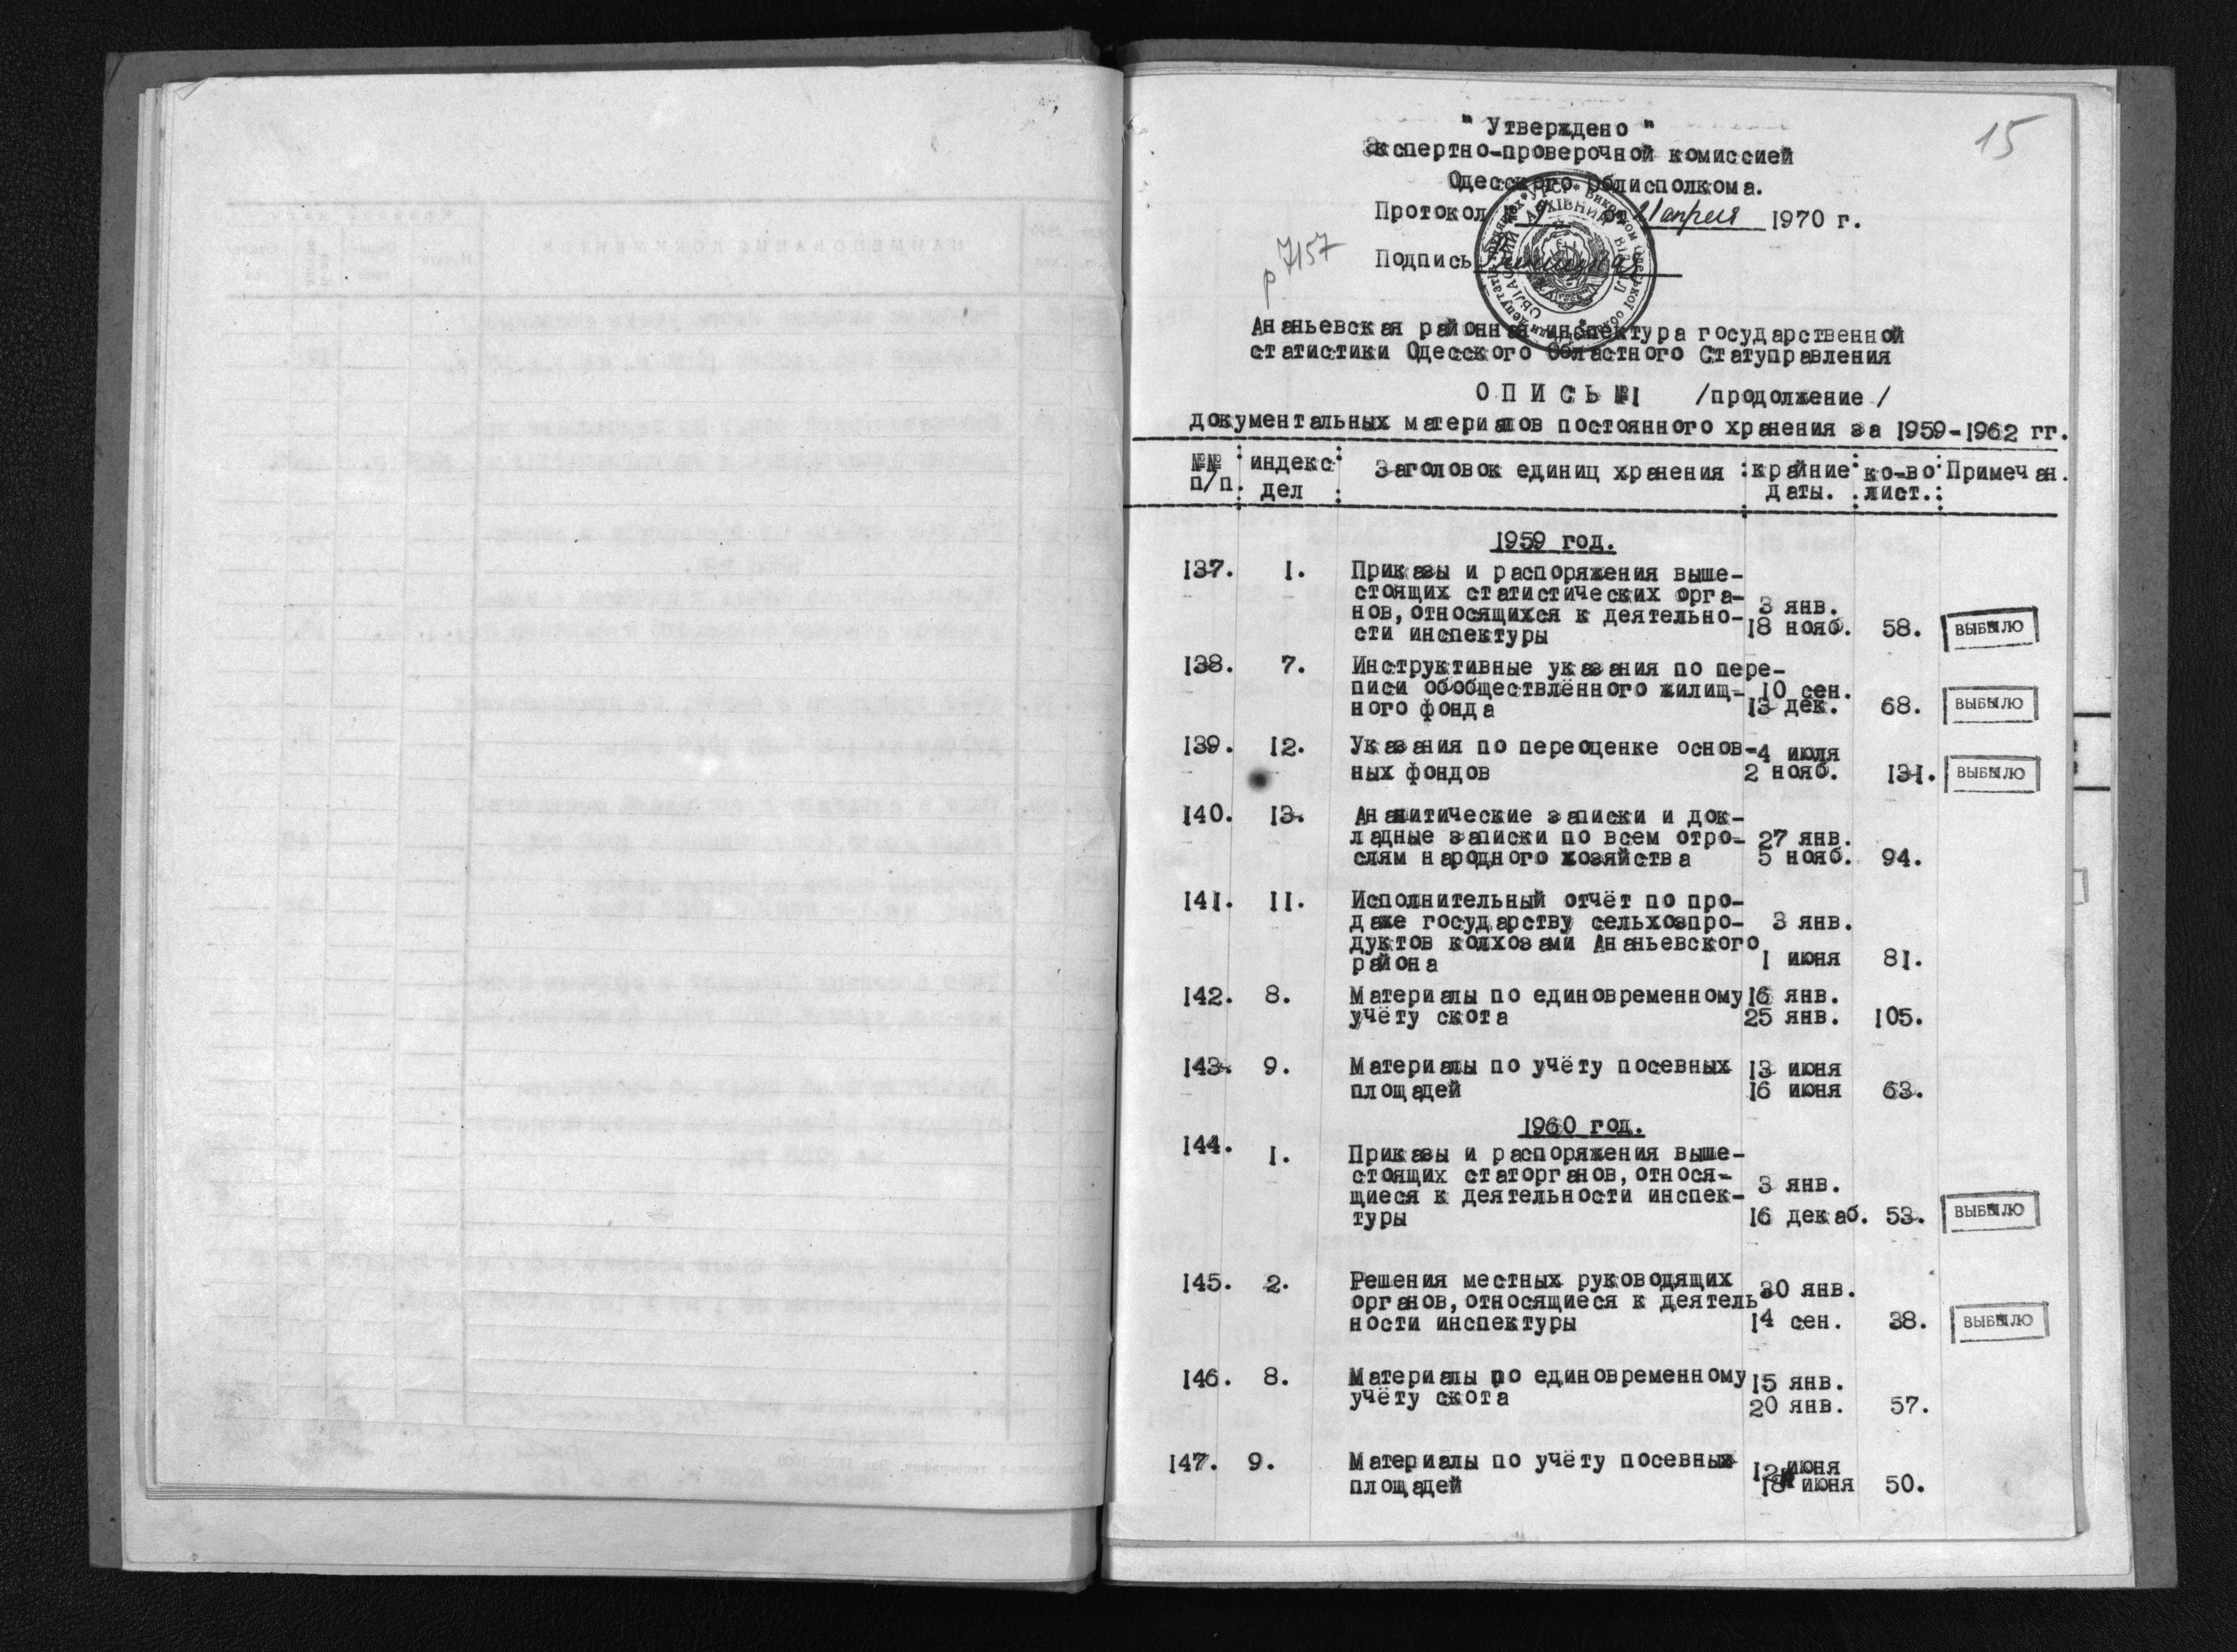 15
" Утверждено "
Экспертно-проверочной комиссией
Одесского Облисполкома.
Протокол № 9 от 21 апреля 1970 г.
р 7157
Подпись
Ананьевская районная инспектура государственной
статистики Одесского Областного Статуправления
О П И С Ь №1 /продолжение/
документальных материалов постоянного хранения за 1959-1962 гг.
№№ п/п. : индекс дел : Заголовок единиц хранения : крайние даты. : ко-во лист. : Примечан.
1959 год.
137. 1. Приказы и распоряжения выше-
стоящих статистических орга-
нов, относящихся к деятельно- 3 янв.
сти инспектуры 18 нояб. 58. ВЫБЫЛО
138. 7. Инструктивные указания по пере-
писи обобществлённого жилищ- 10 сен.
ного фонда 13 дек. 68. ВЫБЫЛО
139. 12. Указания по переоценке основ- 4 июля
ных фондов 2 нояб. 131. ВЫБЫЛО
140. 13. Аналитические записки и док-
ладные записки по всем отро- 27 янв.
слям народного хозяйства 5 нояб. 94.
141. 11. Исполнительный отчёт по про-
даже государству сельхозпро- 3 янв.
дуктов колхозами Ананьевского
района 1 июня 81.
142. 8. Материалы по единовременному 16 янв.
учёту скота 25 янв. 105.
143. 9. Материалы по учёту посевных 13 июня
площадей 16 июня 63.
1960 год.
144. 1. Приказы и распоряжения выше-
стоящих статорганов, относя-
щиеся к деятельности инспек- 3 янв.
туры 16 декаб. 53. ВЫБЫЛО
145. 2. Решения местных руководящих 30 янв.
органов, относящиеся к деятель
ности инспектуры 14 сен. 38. ВЫБЫЛО
146. 8. Материалы по единовременному 15 янв.
учёту скота 20 янв. 57.
147. 9. Материалы по учёту посевных 12 июня
площадей 18 июня 50.